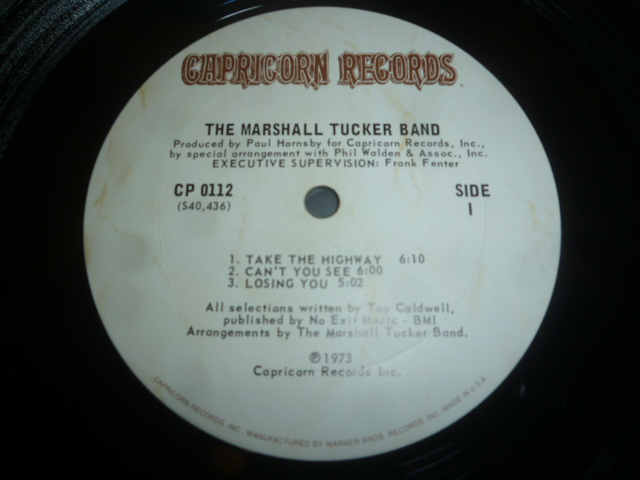 CAPRICORN RECORDS
THE MARSHALL TUCKER BAND
Produced by Paul Hornsby for Capricorn Records, Inc.,
by special arrangement with Phil Walden & Assoc., Inc.
EXECUTIVE SUPERVISION: Frank Fenter
CP 0112
(S40,436)
SIDE
I
1. TAKE THE HIGHWAY 6:10
2. CAN'T YOU SEE 6:00
3. LOSING YOU 5:02
All selections written by Toy Caldwell,
published by No Exit Music - BMI
Arrangements by The Marshall Tucker Band.
℗1973
Capricorn Records Inc.
CAPRICORN RECORDS, INC., MANUFACTURED BY WARNER BROS. RECORDS INC. MADE IN U.S.A.